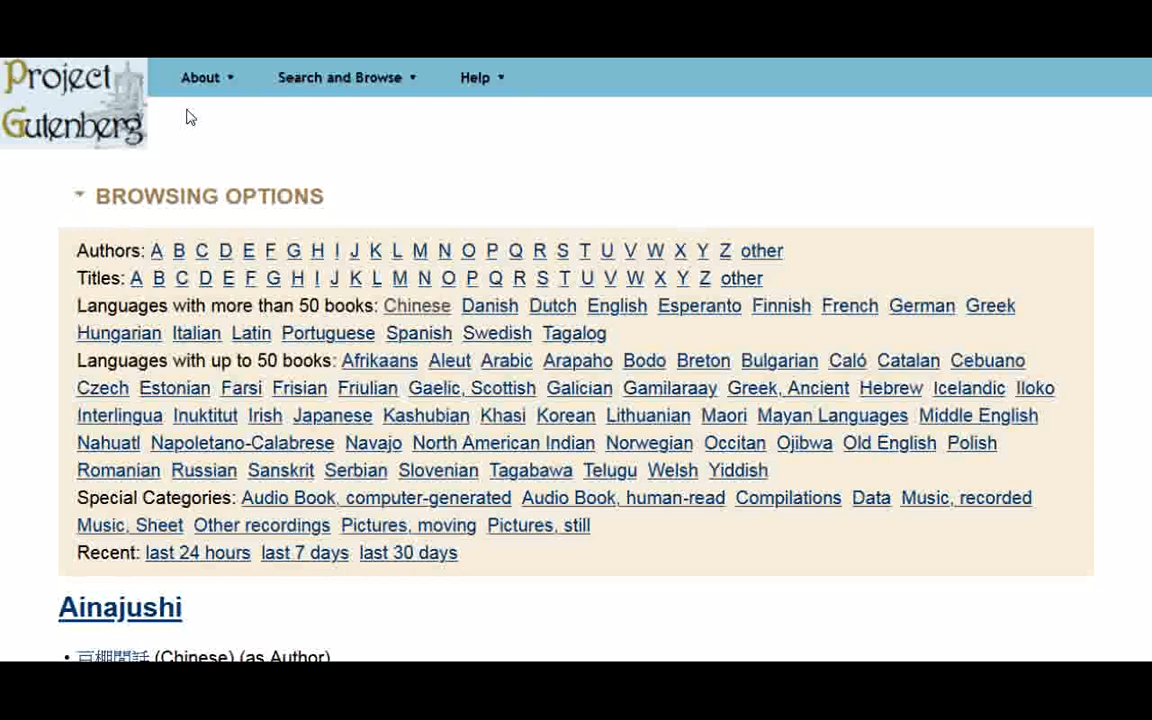 Project
Gutenberg
About ▾ Search and Browse ▾ Help ▾
BROWSING OPTIONS
Authors: A B C D E F G H I J K L M N O P Q R S T U V W X Y Z other
Titles: A B C D E F G H I J K L M N O P Q R S T U V W X Y Z other
Languages with more than 50 books: Chinese Danish Dutch English Esperanto Finnish French German Greek
Hungarian Italian Latin Portuguese Spanish Swedish Tagalog
Languages with up to 50 books: Afrikaans Aleut Arabic Arapaho Bodo Breton Bulgarian Caló Catalan Cebuano
Czech Estonian Farsi Frisian Friulian Gaelic, Scottish Galician Gamilaraay Greek, Ancient Hebrew Icelandic Iloko
Interlingua Inuktitut Irish Japanese Kashubian Khasi Korean Lithuanian Maori Mayan Languages Middle English
Nahuatl Napoletano-Calabrese Navajo North American Indian Norwegian Occitan Ojibwa Old English Polish
Romanian Russian Sanskrit Serbian Slovenian Tagabawa Telugu Welsh Yiddish
Special Categories: Audio Book, computer-generated Audio Book, human-read Compilations Data Music, recorded
Music, Sheet Other recordings Pictures, moving Pictures, still
Recent: last 24 hours last 7 days last 30 days
Ainajushi
• 豆棚閒話 (Chinese) (as Author)